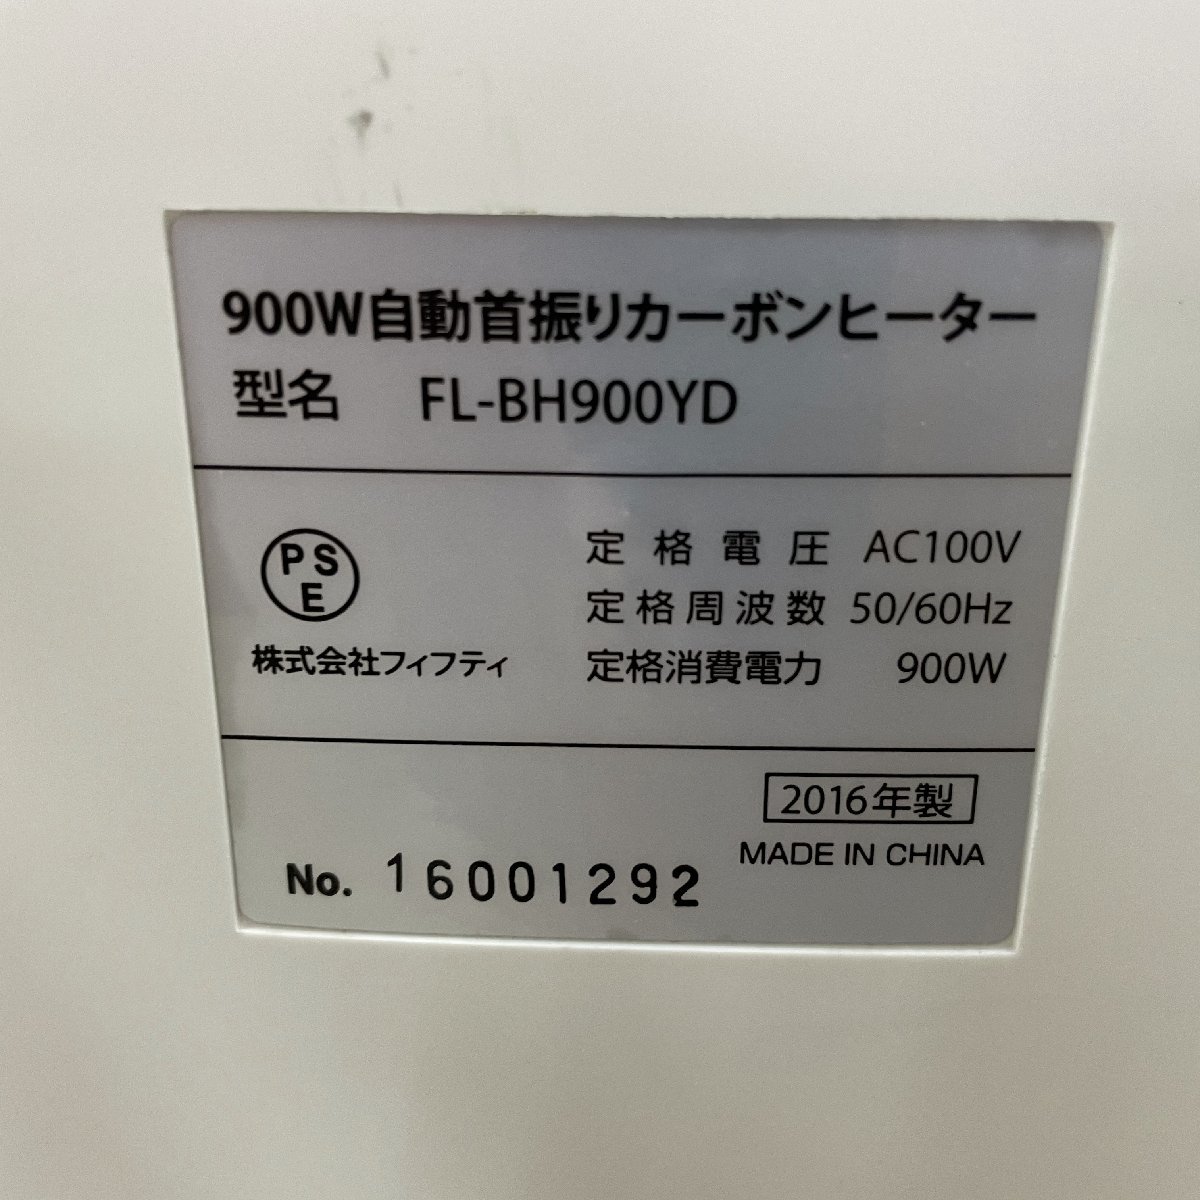 900W自動首振りカーボンヒーター
型名 FL-BH900YD
PS
E
株式会社フィフティ
定格電圧 AC100V
定格周波数 50/60Hz
定格消費電力 900W
2016年製
MADE IN CHINA
No. 16001292